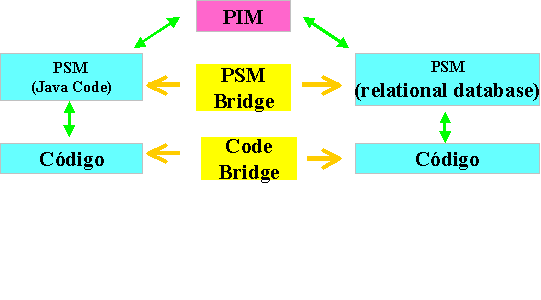 PIM
PSM
(Java Code)
PSM
Bridge
PSM
(relational database)
Código
Code
Bridge
Código